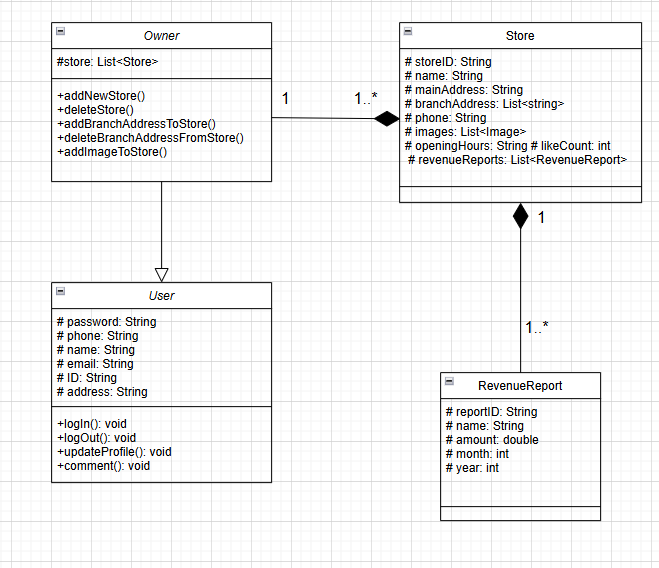 Owner
#store: List<Store>
+addNewStore()
+deleteStore()
+addBranchAddressToStore()
+deleteBranchAddressFromStore()
+addImageToStore()
1
1..*
Store
# storeID: String
# name: String
# mainAddress: String
# branchAddress: List<string>
# phone: String
# images: List<Image>
# openingHours: String # likeCount: int
# revenueReports: List<RevenueReport>
1
1..*
User
# password: String
# phone: String
# name: String
# email: String
# ID: String
# address: String
+logIn(): void
+logOut(): void
+updateProfile(): void
+comment(): void
RevenueReport
# reportID: String
# name: String
# amount: double
# month: int
# year: int